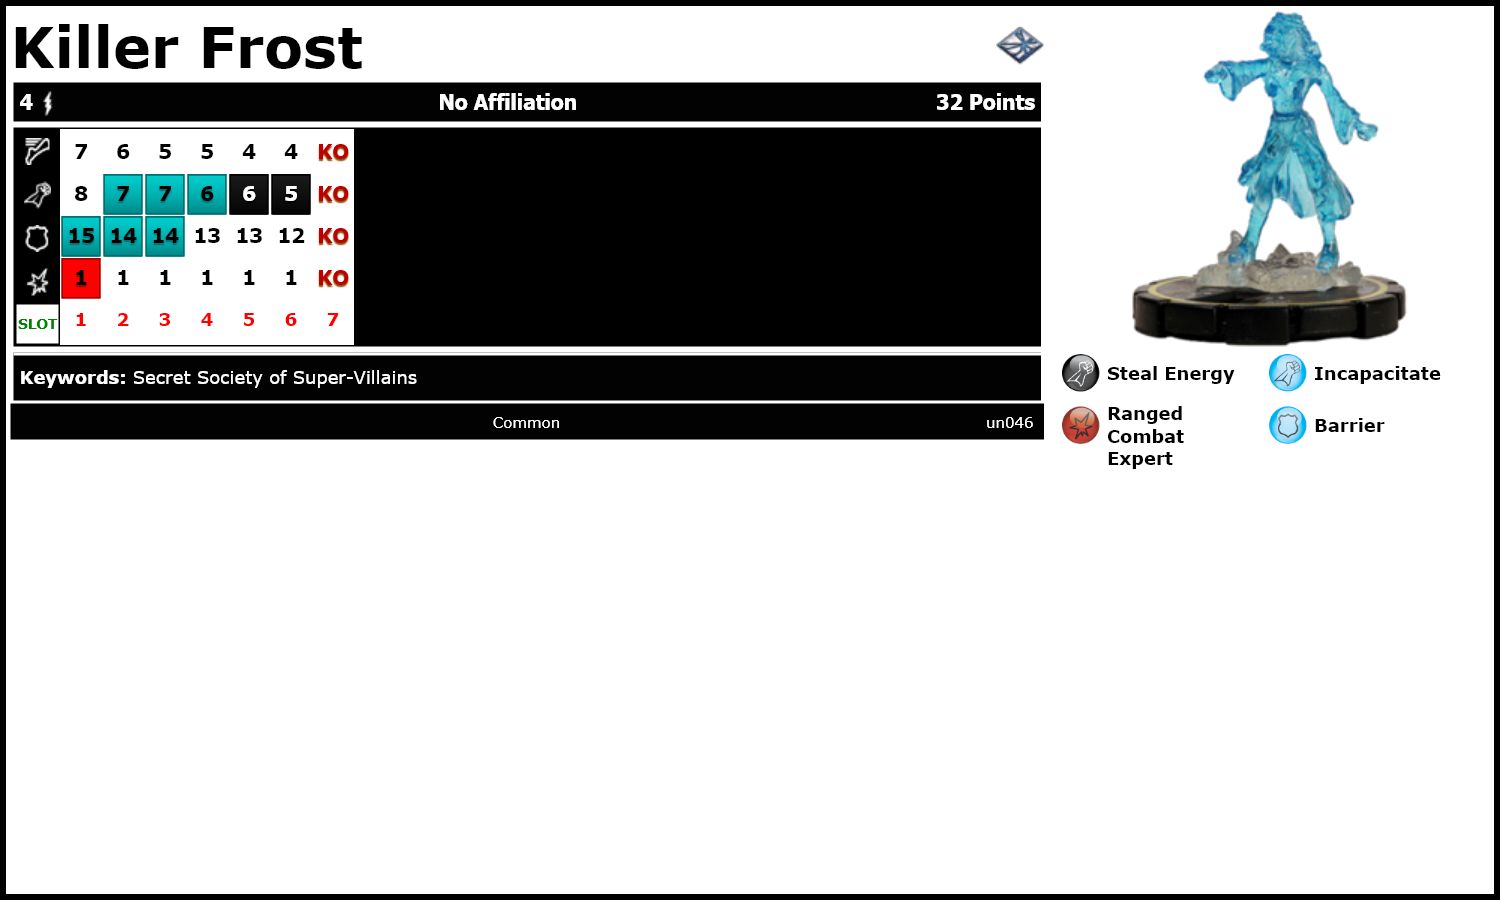 Killer Frost
4 No Affiliation 32 Points
7 6 5 5 4 4 KO
8 7 7 6 6 5 KO
15 14 14 13 13 12 KO
1 1 1 1 1 1 KO
SLOT 1 2 3 4 5 6 7
Keywords: Secret Society of Super-Villains
Common un046
Steal Energy
Incapacitate
Ranged
Combat
Expert
Barrier